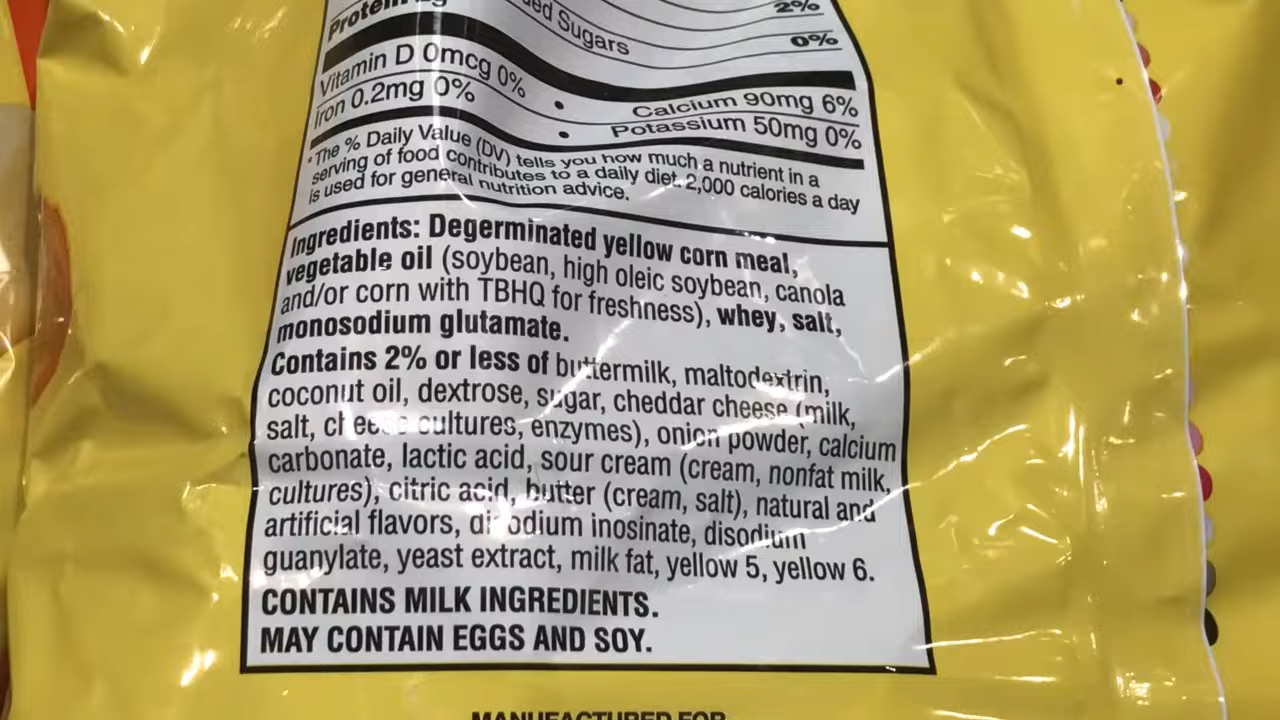 Protein
ded Sugars
2%
0%
Vitamin D 0mcg 0% • Calcium 90mg 6%
Iron 0.2mg 0% • Potassium 50mg 0%
*The % Daily Value (DV) tells you how much a nutrient in a
serving of food contributes to a daily diet. 2,000 calories a day
is used for general nutrition advice.
Ingredients: Degerminated yellow corn meal,
vegetable oil (soybean, high oleic soybean, canola
and/or corn with TBHQ for freshness), whey, salt,
monosodium glutamate.
Contains 2% or less of buttermilk, maltodextrin,
coconut oil, dextrose, sugar, cheddar cheese (milk,
salt, cheese cultures, enzymes), onion powder, calcium
carbonate, lactic acid, sour cream (cream, nonfat milk,
cultures), citric acid, butter (cream, salt), natural and
artificial flavors, disodium inosinate, disodium
guanylate, yeast extract, milk fat, yellow 5, yellow 6.
CONTAINS MILK INGREDIENTS.
MAY CONTAIN EGGS AND SOY.
MANUFACTURED FOR